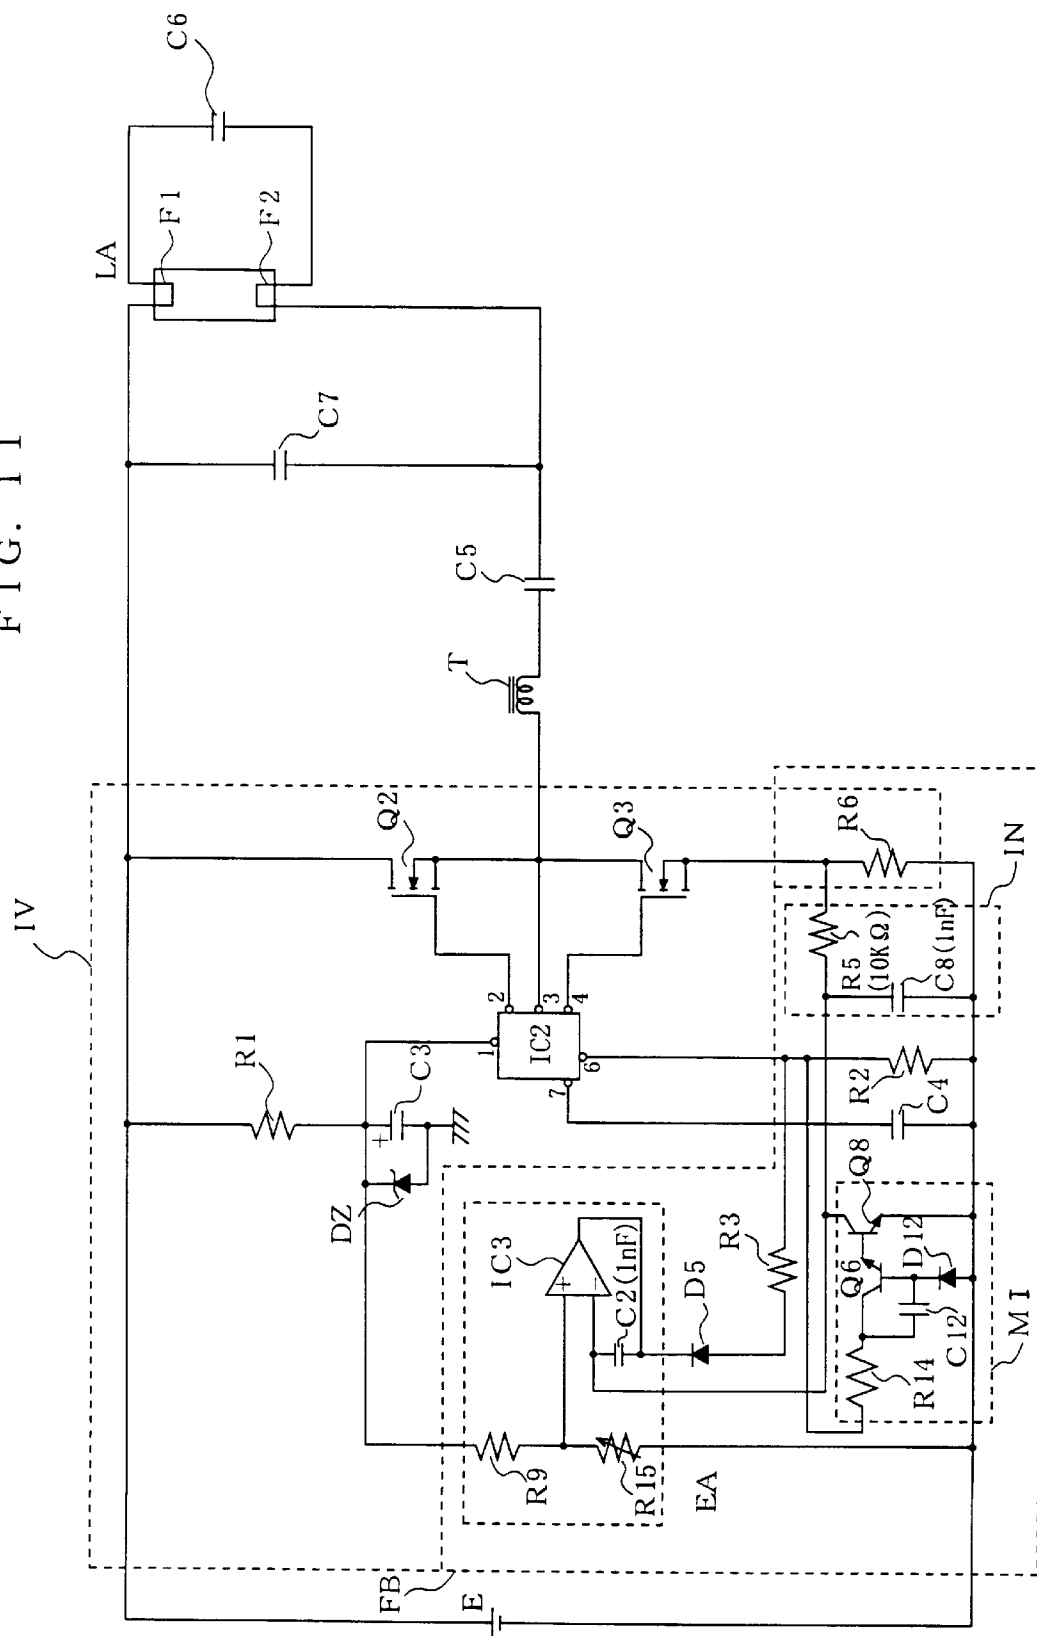 FIG. 11
IV
LA
F1
F2
C6
C7
C5
T
Q2
Q3
R1
C3
+
DZ
1
2
3
4
6
7
IC2
R6
IN
R5
(10KΩ)
C8(1nF)
R2
C4
R3
IC3
+
−
C2(1nF)
D5
R9
R15
EA
Q8
Q6
D12
C12
R14
MI
FB
E